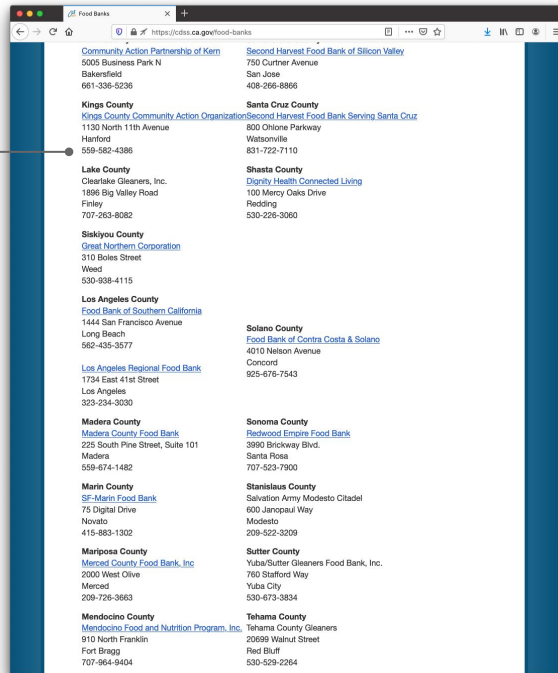 Food Banks
https://cdss.ca.gov/food-banks
Community Action Partnership of Kern
5005 Business Park N
Bakersfield
661-336-5236
Second Harvest Food Bank of Silicon Valley
750 Curtner Avenue
San Jose
408-266-8866
Kings County
Kings County Community Action Organization
1130 North 11th Avenue
Hanford
559-582-4386
Santa Cruz County
Second Harvest Food Bank Serving Santa Cruz
800 Ohlone Parkway
Watsonville
831-722-7110
Lake County
Clearlake Gleaners, Inc.
1896 Big Valley Road
Finley
707-263-8082
Shasta County
Dignity Health Connected Living
100 Mercy Oaks Drive
Redding
530-226-3060
Siskiyou County
Great Northern Corporation
310 Boles Street
Weed
530-938-4115
Los Angeles County
Food Bank of Southern California
1444 San Francisco Avenue
Long Beach
562-435-3577
Los Angeles Regional Food Bank
1734 East 41st Street
Los Angeles
323-234-3030
Solano County
Food Bank of Contra Costa & Solano
4010 Nelson Avenue
Concord
925-676-7543
Madera County
Madera County Food Bank
225 South Pine Street, Suite 101
Madera
559-674-1482
Sonoma County
Redwood Empire Food Bank
3990 Brickway Blvd.
Santa Rosa
707-523-7900
Marin County
SF-Marin Food Bank
75 Digital Drive
Novato
415-883-1302
Stanislaus County
Salvation Army Modesto Citadel
600 Janopaul Way
Modesto
209-522-3209
Mariposa County
Merced County Food Bank, Inc
2000 West Olive
Merced
209-726-3663
Sutter County
Yuba/Sutter Gleaners Food Bank, Inc.
760 Stafford Way
Yuba City
530-673-3834
Mendocino County
Mendocino Food and Nutrition Program, Inc.
910 North Franklin
Fort Bragg
707-964-9404
Tehama County
Tehama County Gleaners
20699 Walnut Street
Red Bluff
530-529-2264